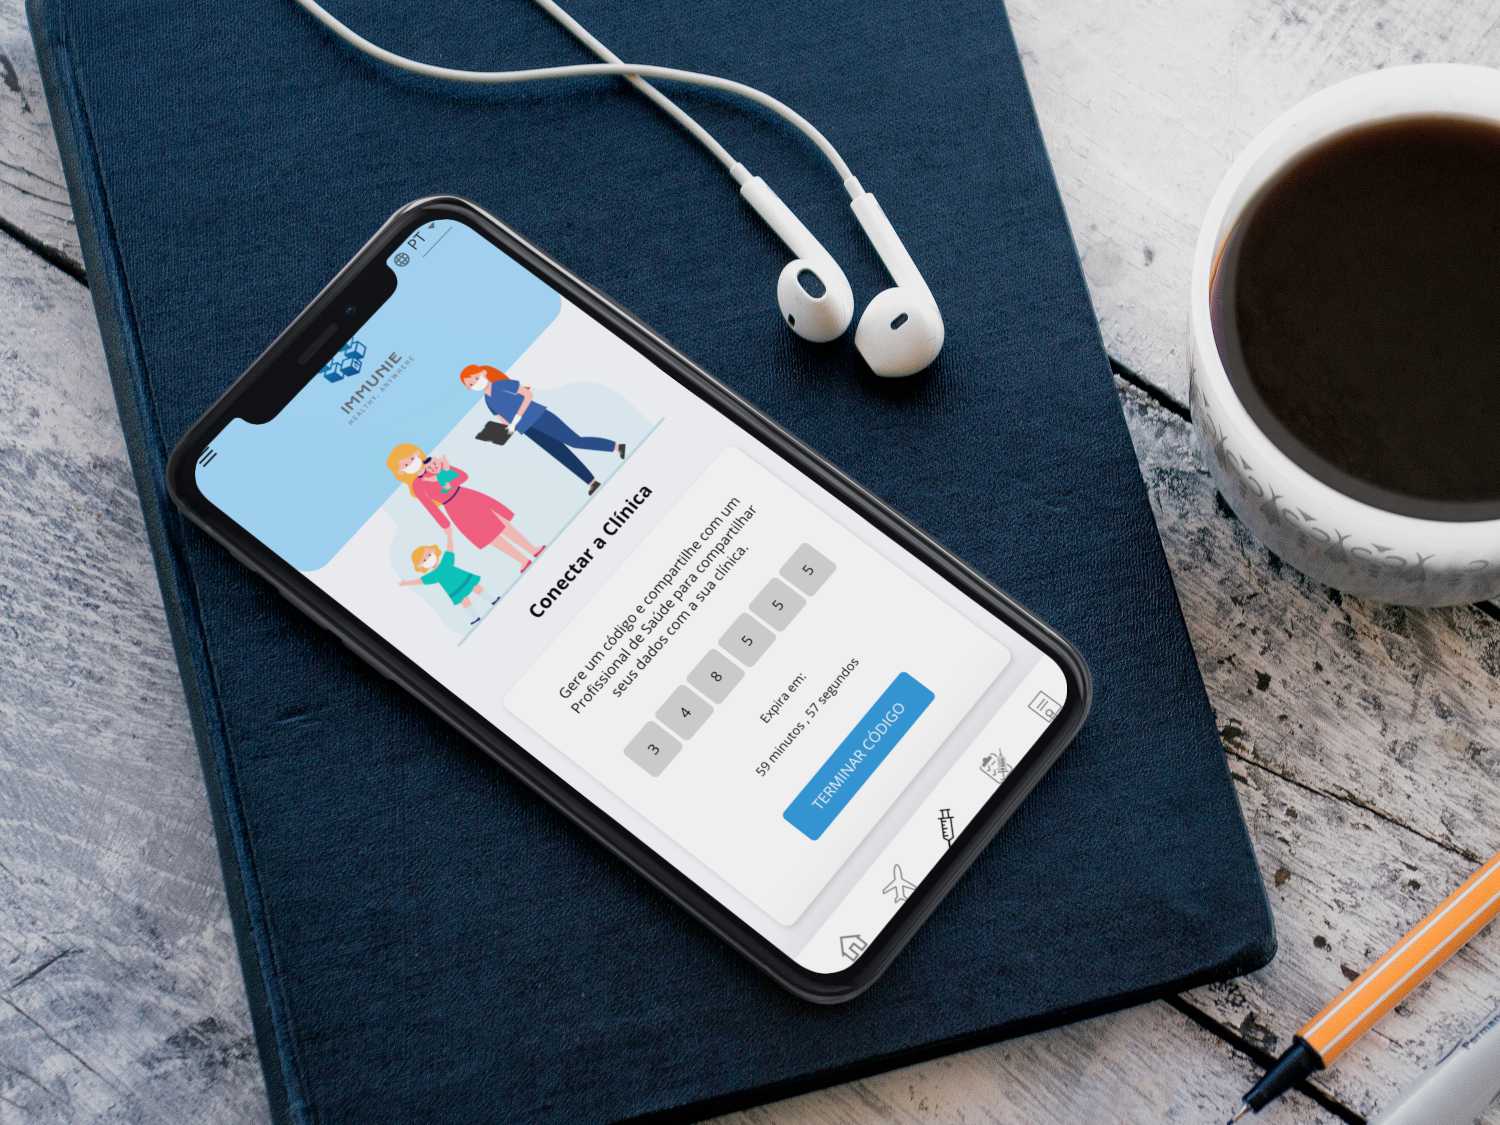 PT
IMMUNIE
HEALTHY, ANYWHERE
Conectar a Clínica
Gere um código e compartilhe com um
Profissional de Saúde para compartilhar
seus dados com a sua clínica.
3 4 8 5 5 5
Expira em:
59 minutos , 57 segundos
TERMINAR CÓDIGO